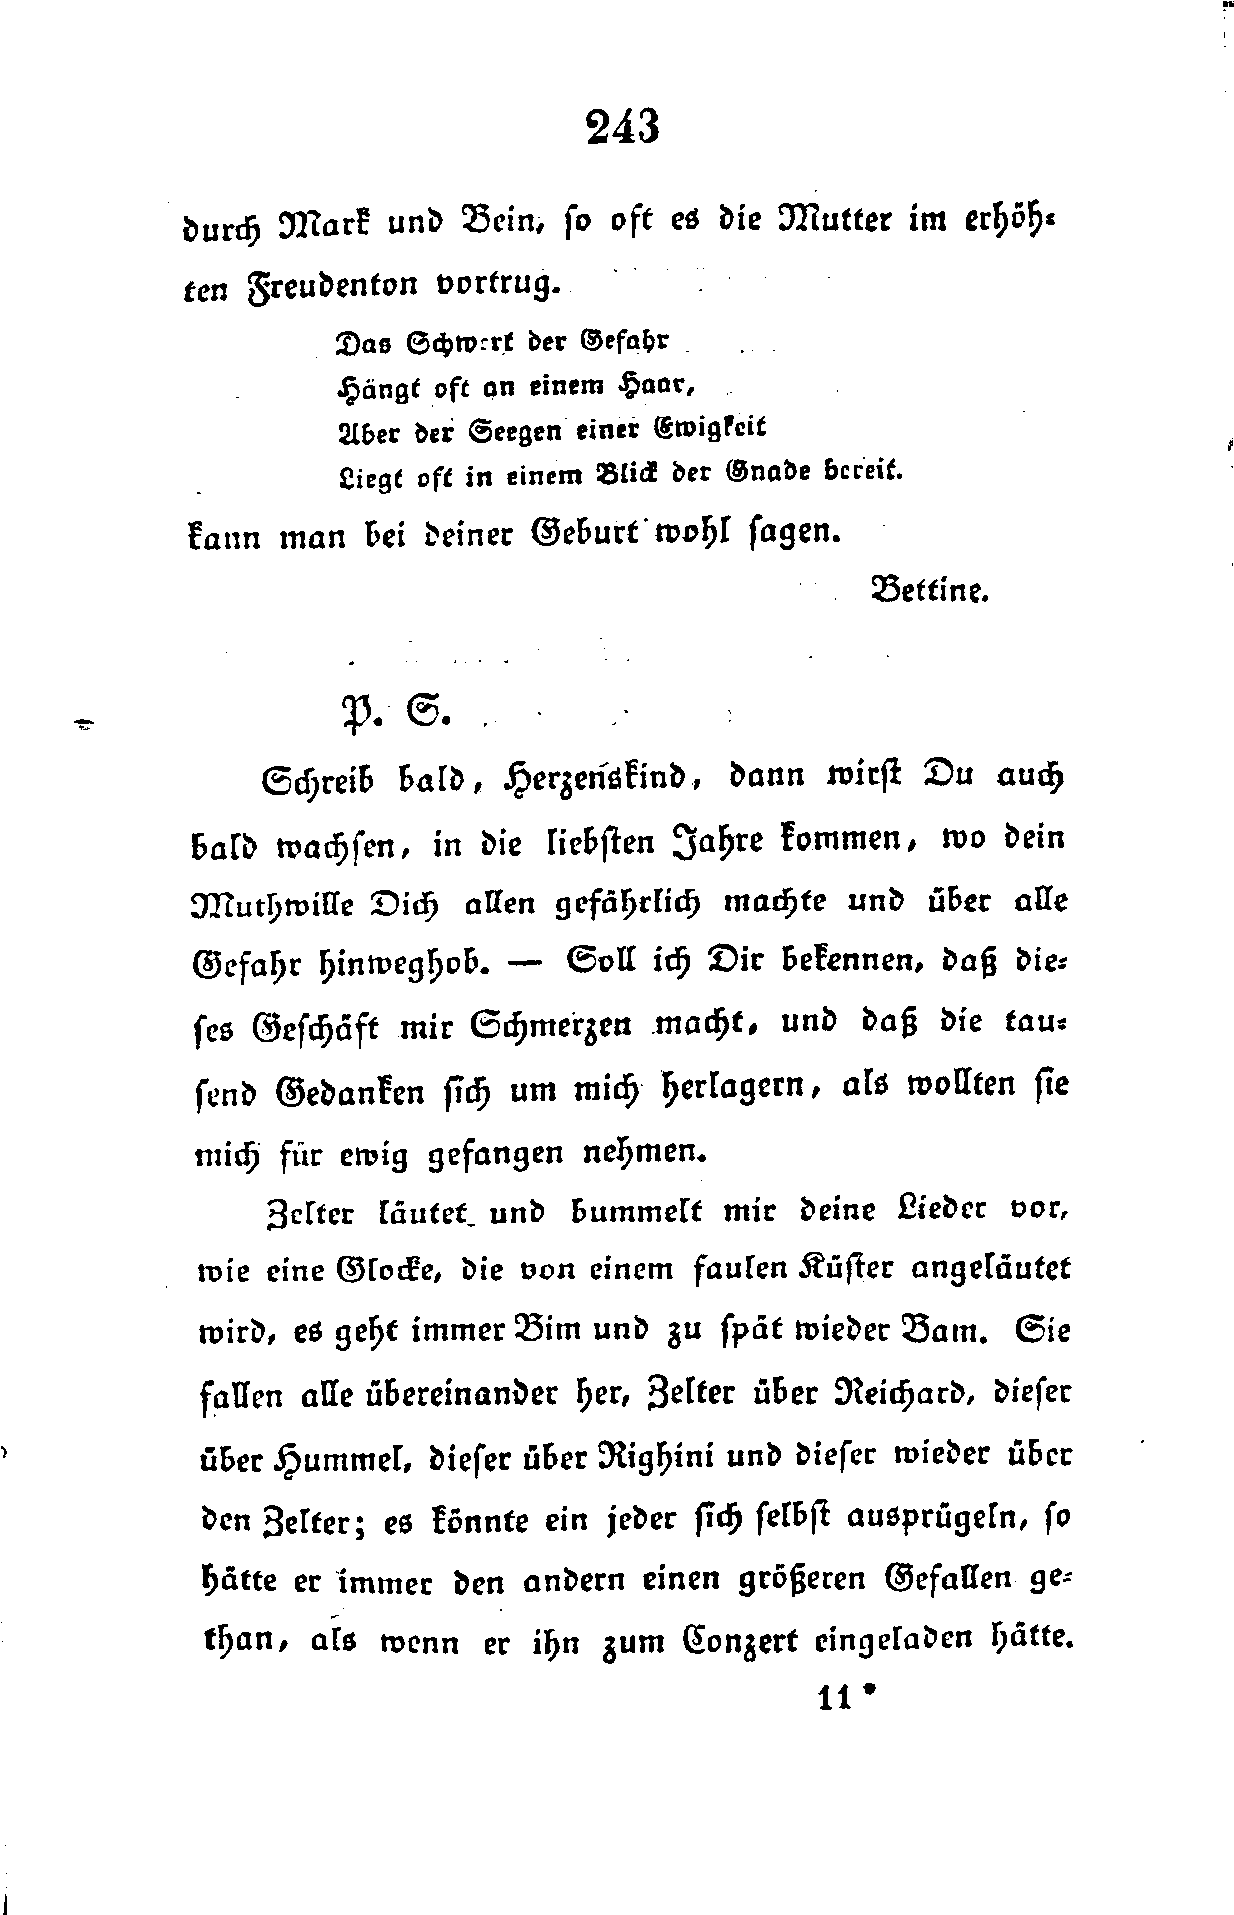 243
durch Mark und Bein, ſo oft es die Mutter im erhöh-
ten Freudenton vortrug.
Das Schwert der Gefahr
Hängt oft an einem Haar,
Aber der Seegen einer Ewigkeit
Liegt oft in einem Blick der Gnade bereit.
kann man bei deiner Geburt wohl ſagen.
Bettine.
P. S.
Schreib bald, Herzenskind, dann wirſt Du auch
bald wachſen, in die liebſten Jahre kommen, wo dein
Muthwille Dich allen gefährlich machte und über alle
Gefahr hinweghob. — Soll ich Dir bekennen, daß die-
ſes Geſchäft mir Schmerzen macht, und daß die tau-
ſend Gedanken ſich um mich herlagern, als wollten ſie
mich für ewig gefangen nehmen.
Zelter läutet und bummelt mir deine Lieder vor,
wie eine Glocke, die von einem faulen Küſter angeläutet
wird, es geht immer Bim und zu ſpät wieder Bam. Sie
fallen alle übereinander her, Zelter über Reichard, dieſer
über Hummel, dieſer über Righini und dieſer wieder über
den Zelter; es könnte ein jeder ſich ſelbſt ausprügeln, ſo
hätte er immer den andern einen größeren Gefallen ge-
than, als wenn er ihn zum Conzert eingeladen hätte.
11*